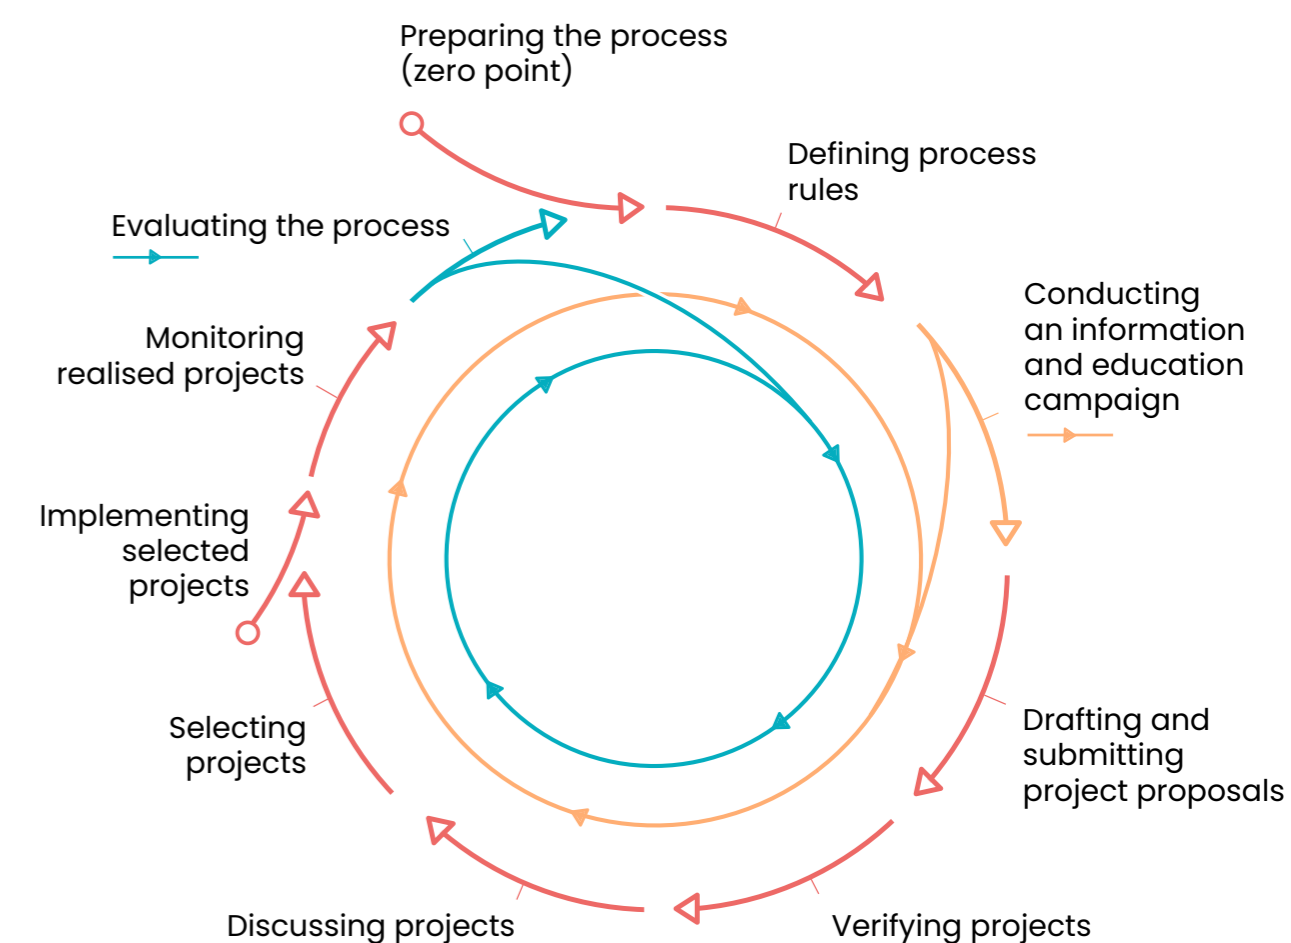 Preparing the process
(zero point)
Defining process
rules
Conducting
an information
and education
campaign
Drafting and
submitting
project proposals
Verifying projects
Discussing projects
Selecting
projects
Implementing
selected
projects
Monitoring
realised projects
Evaluating the process